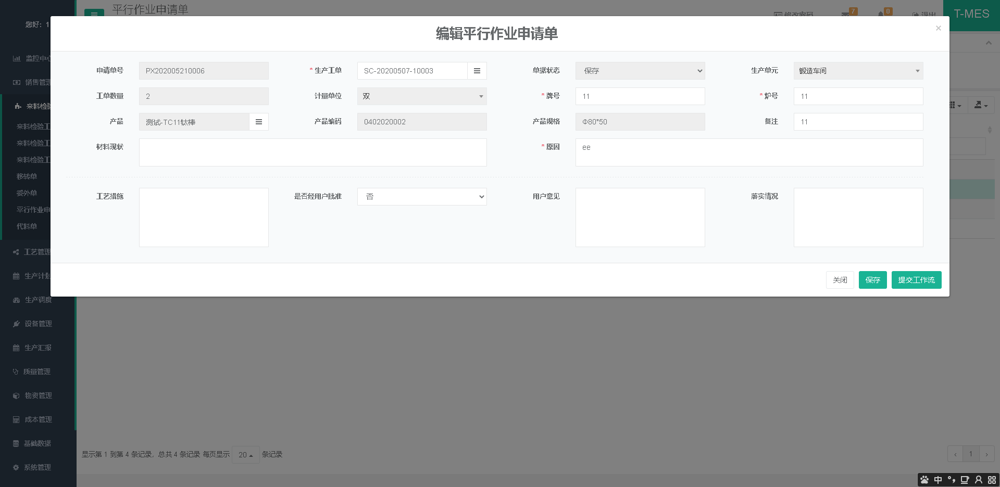 平行作业申请单
您好：1
修改密码
7
0
退出
T-MES
编辑平行作业申请单
×
申请单号 PX202005210006
* 生产工单 SC-20200507-10003
单据状态 保存
生产单元 锻造车间
工单数量 2
计量单位 双
* 牌号 11
* 炉号 11
产品 测试-TC11钛棒
产品编码 0402020002
产品规格 Φ80*50
备注 11
材料现状
* 原因 ee
工艺措施
是否经用户批准 否
用户意见
落实情况
关闭 保存 提交工作流
监控中心
销售管理
来料检验
来料检验工
来料检验工
来料检验工
移转单
委外单
平行作业申
代料单
工艺管理
生产计划
生产调度
设备管理
生产汇报
质量管理
物资管理
成本管理
基础数据
系统管理
显示第 1 到第 4 条记录，总共 4 条记录 每页显示 20 条记录
‹ 1 ›
中